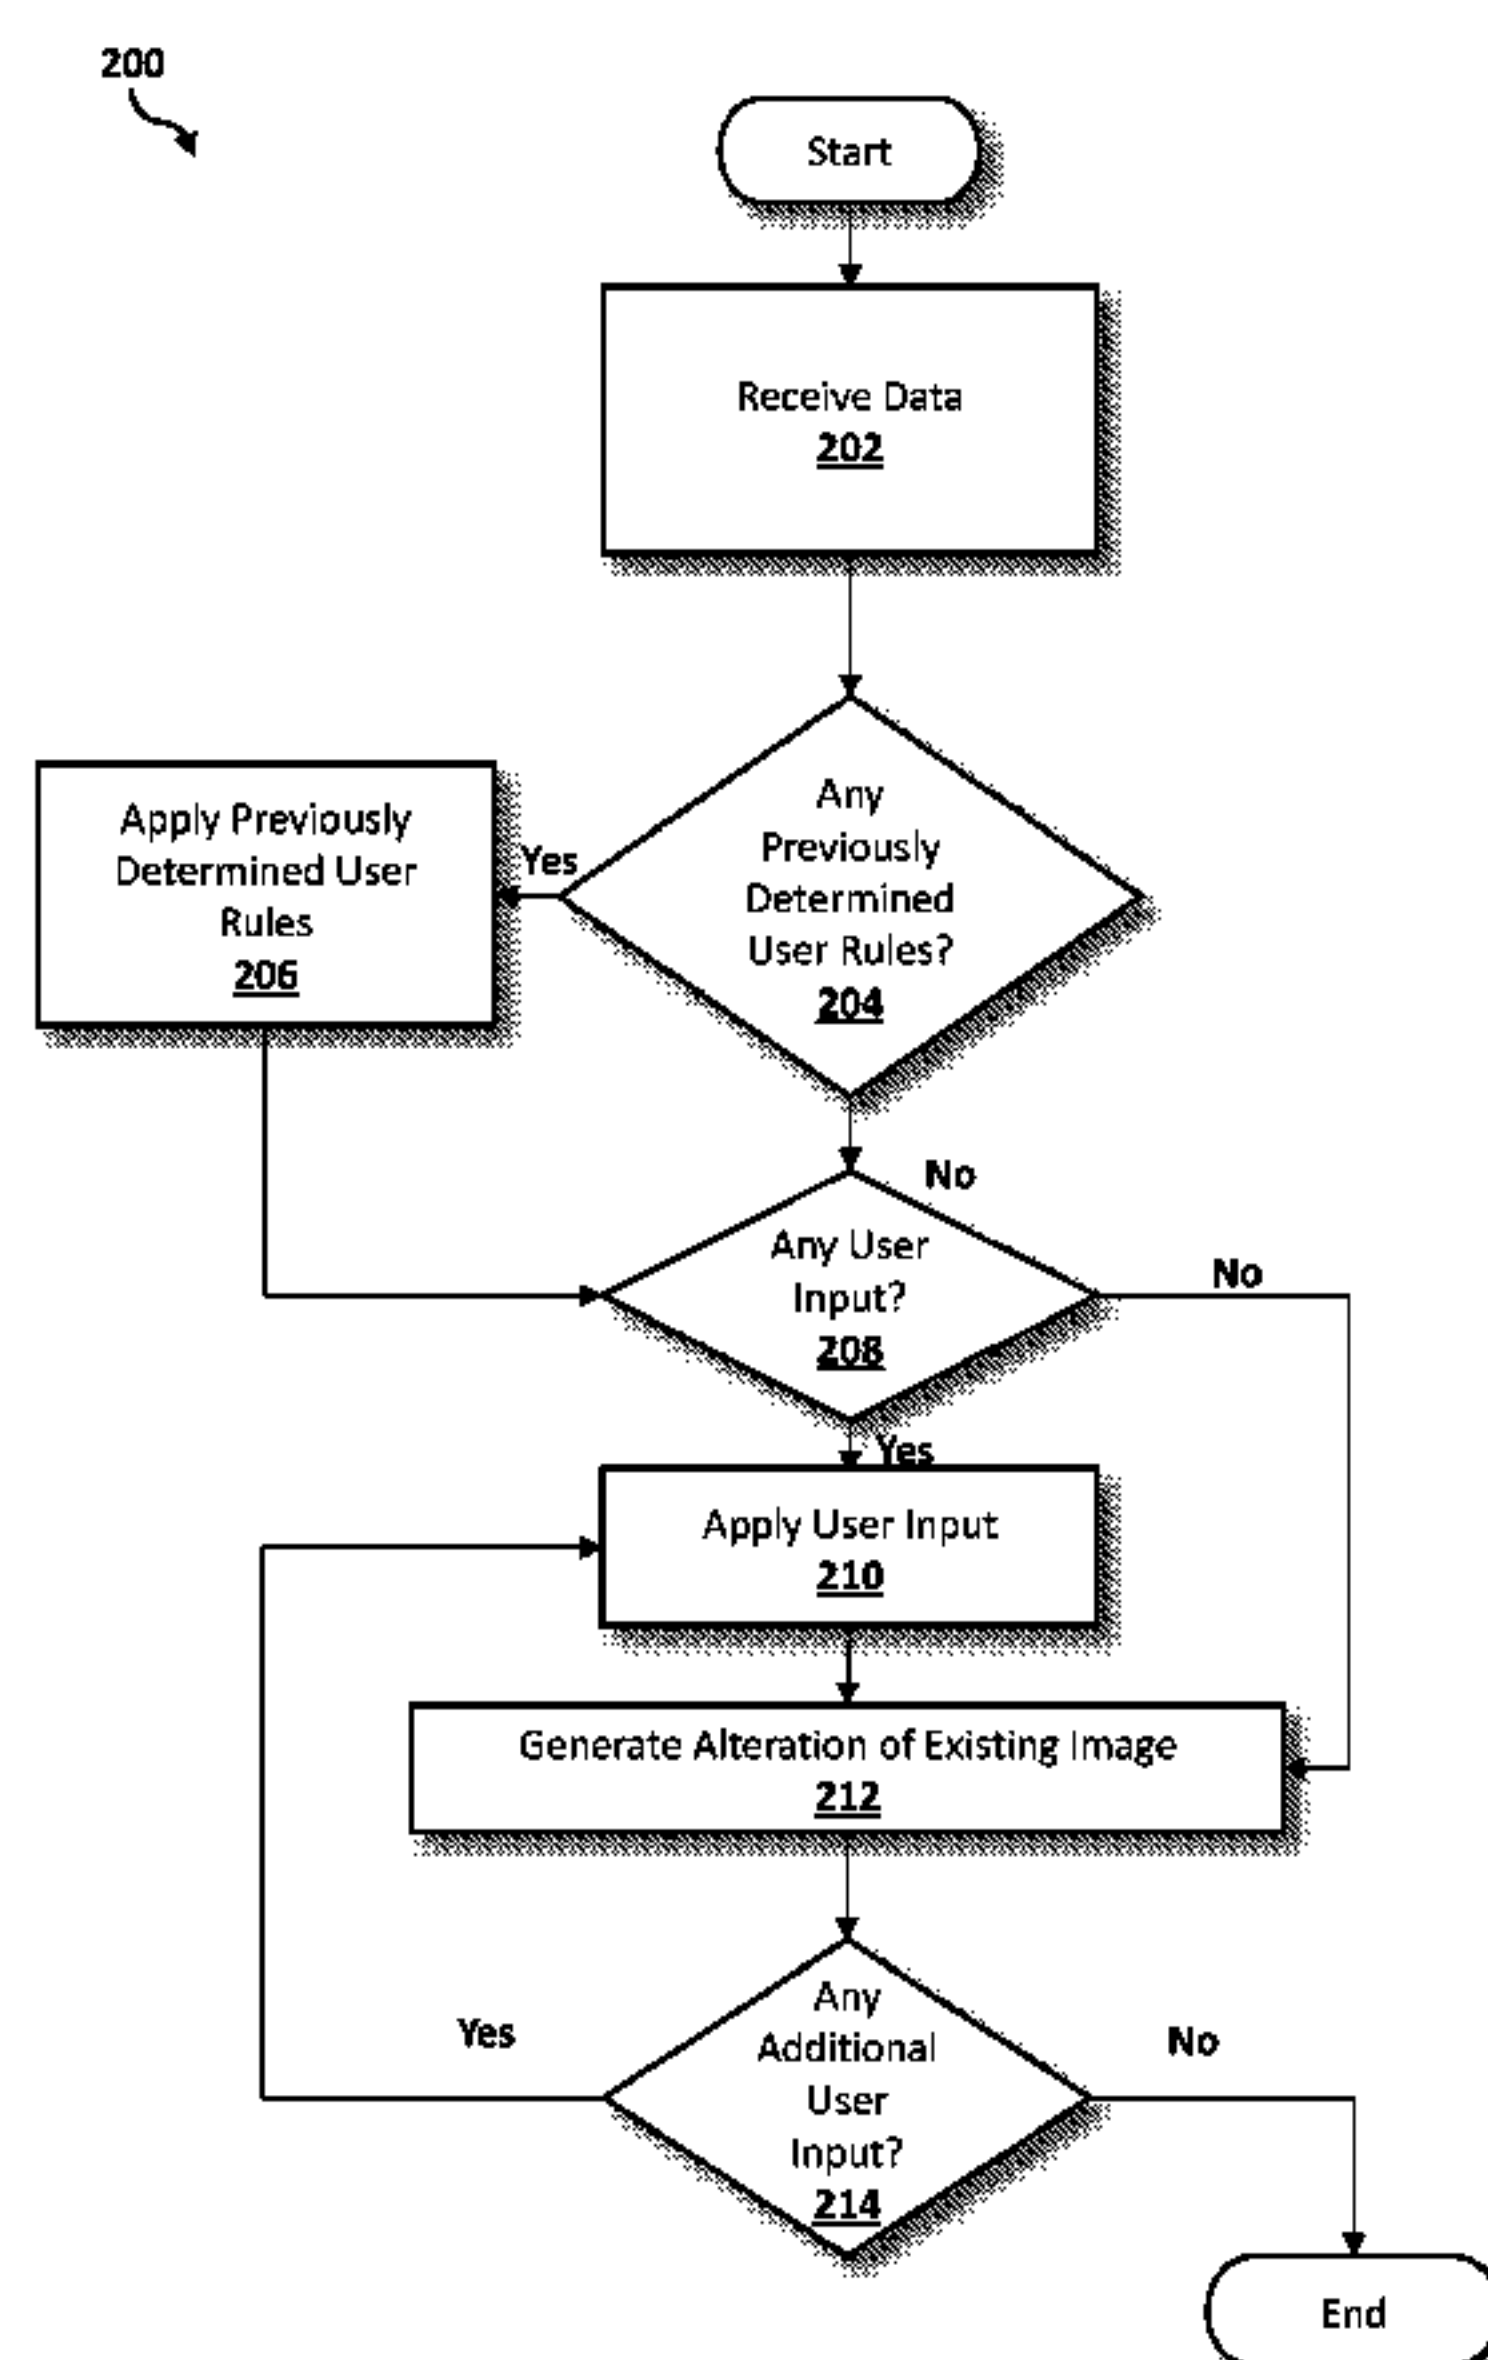 200
Start
Receive Data
202
Any
Previously
Determined
User Rules?
204
Yes
Apply Previously
Determined User
Rules
206
No
Any User
Input?
208
No
Yes
Apply User Input
210
Generate Alteration of Existing Image
212
Any
Additional
User
Input?
214
Yes
No
End